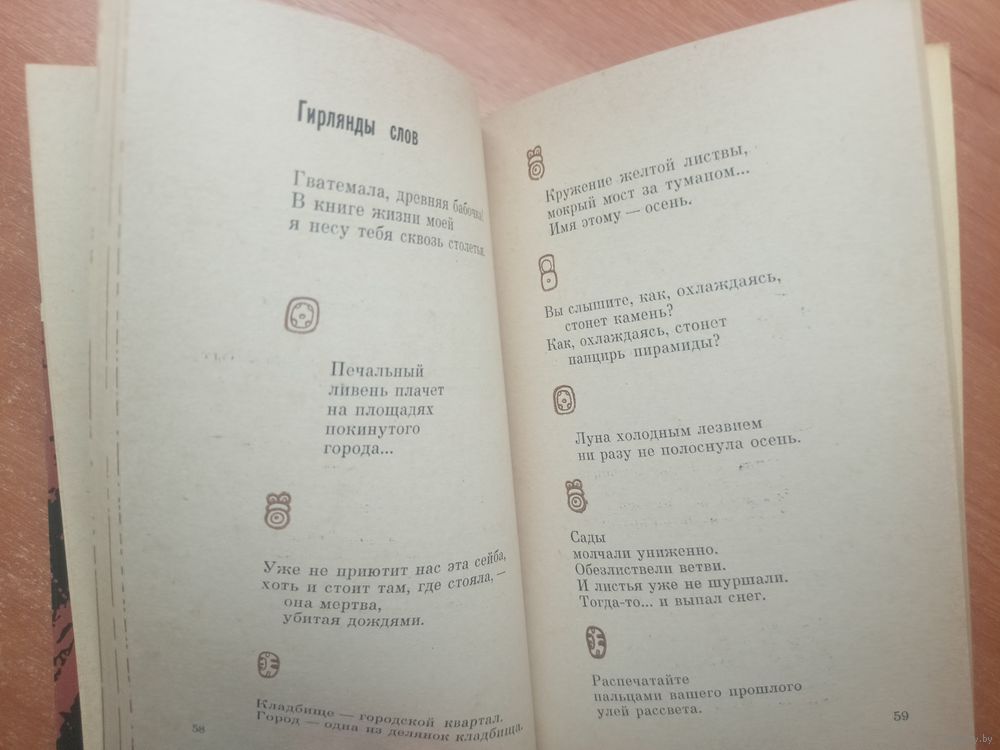 Гирлянды слов
Гватемала, древняя бабочка!
В книге жизни моей
я несу тебя сквозь столетья.
Печальный
ливень плачет
на площадях
покинутого
города...
Уже не приютит нас эта сейба,
хоть и стоит там, где стояла, —
она мертва,
убитая дождями.
Кладбище — городской квартал.
Город — одна из делянок кладбища.
58
Кружение желтой листвы,
мокрый мост за туманом...
Имя этому — осень.
Вы слышите, как, охлаждаясь,
стонет камень?
Как, охлаждаясь, стонет
панцирь пирамиды?
Луна холодным лезвием
ни разу не полоснула осень.
Сады
молчали униженно.
Обезлиствели ветви.
И листья уже не шуршали.
Тогда-то... и выпал снег.
Распечатайте
пальцами вашего прошлого
улей рассвета.
59